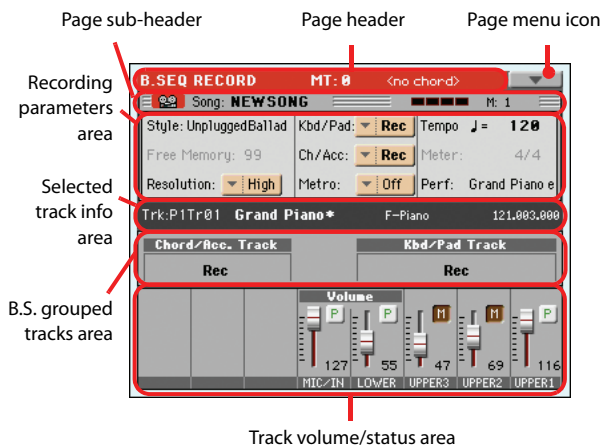 Page sub-header
Page header
Page menu icon
B.SEQ RECORD MT: 0 <no chord>
Song: NEWSONG M: 1
Recording
parameters
area
Style: UnpluggedBallad Kbd/Pad: Rec Tempo ♩= 120
Free Memory: 99 Ch/Acc: Rec Meter: 4/4
Resolution: High Metro: Off Perf: Grand Piano e
Selected
track info
area
Trk:P1Tr01 Grand Piano* F-Piano 121.003.000
Chord/Acc. Track Kbd/Pad Track
Rec Rec
B.S. grouped
tracks area
Volume
P P M M P
127 55 47 69 116
MIC/IN LOWER UPPER3 UPPER2 UPPER1
Track volume/status area